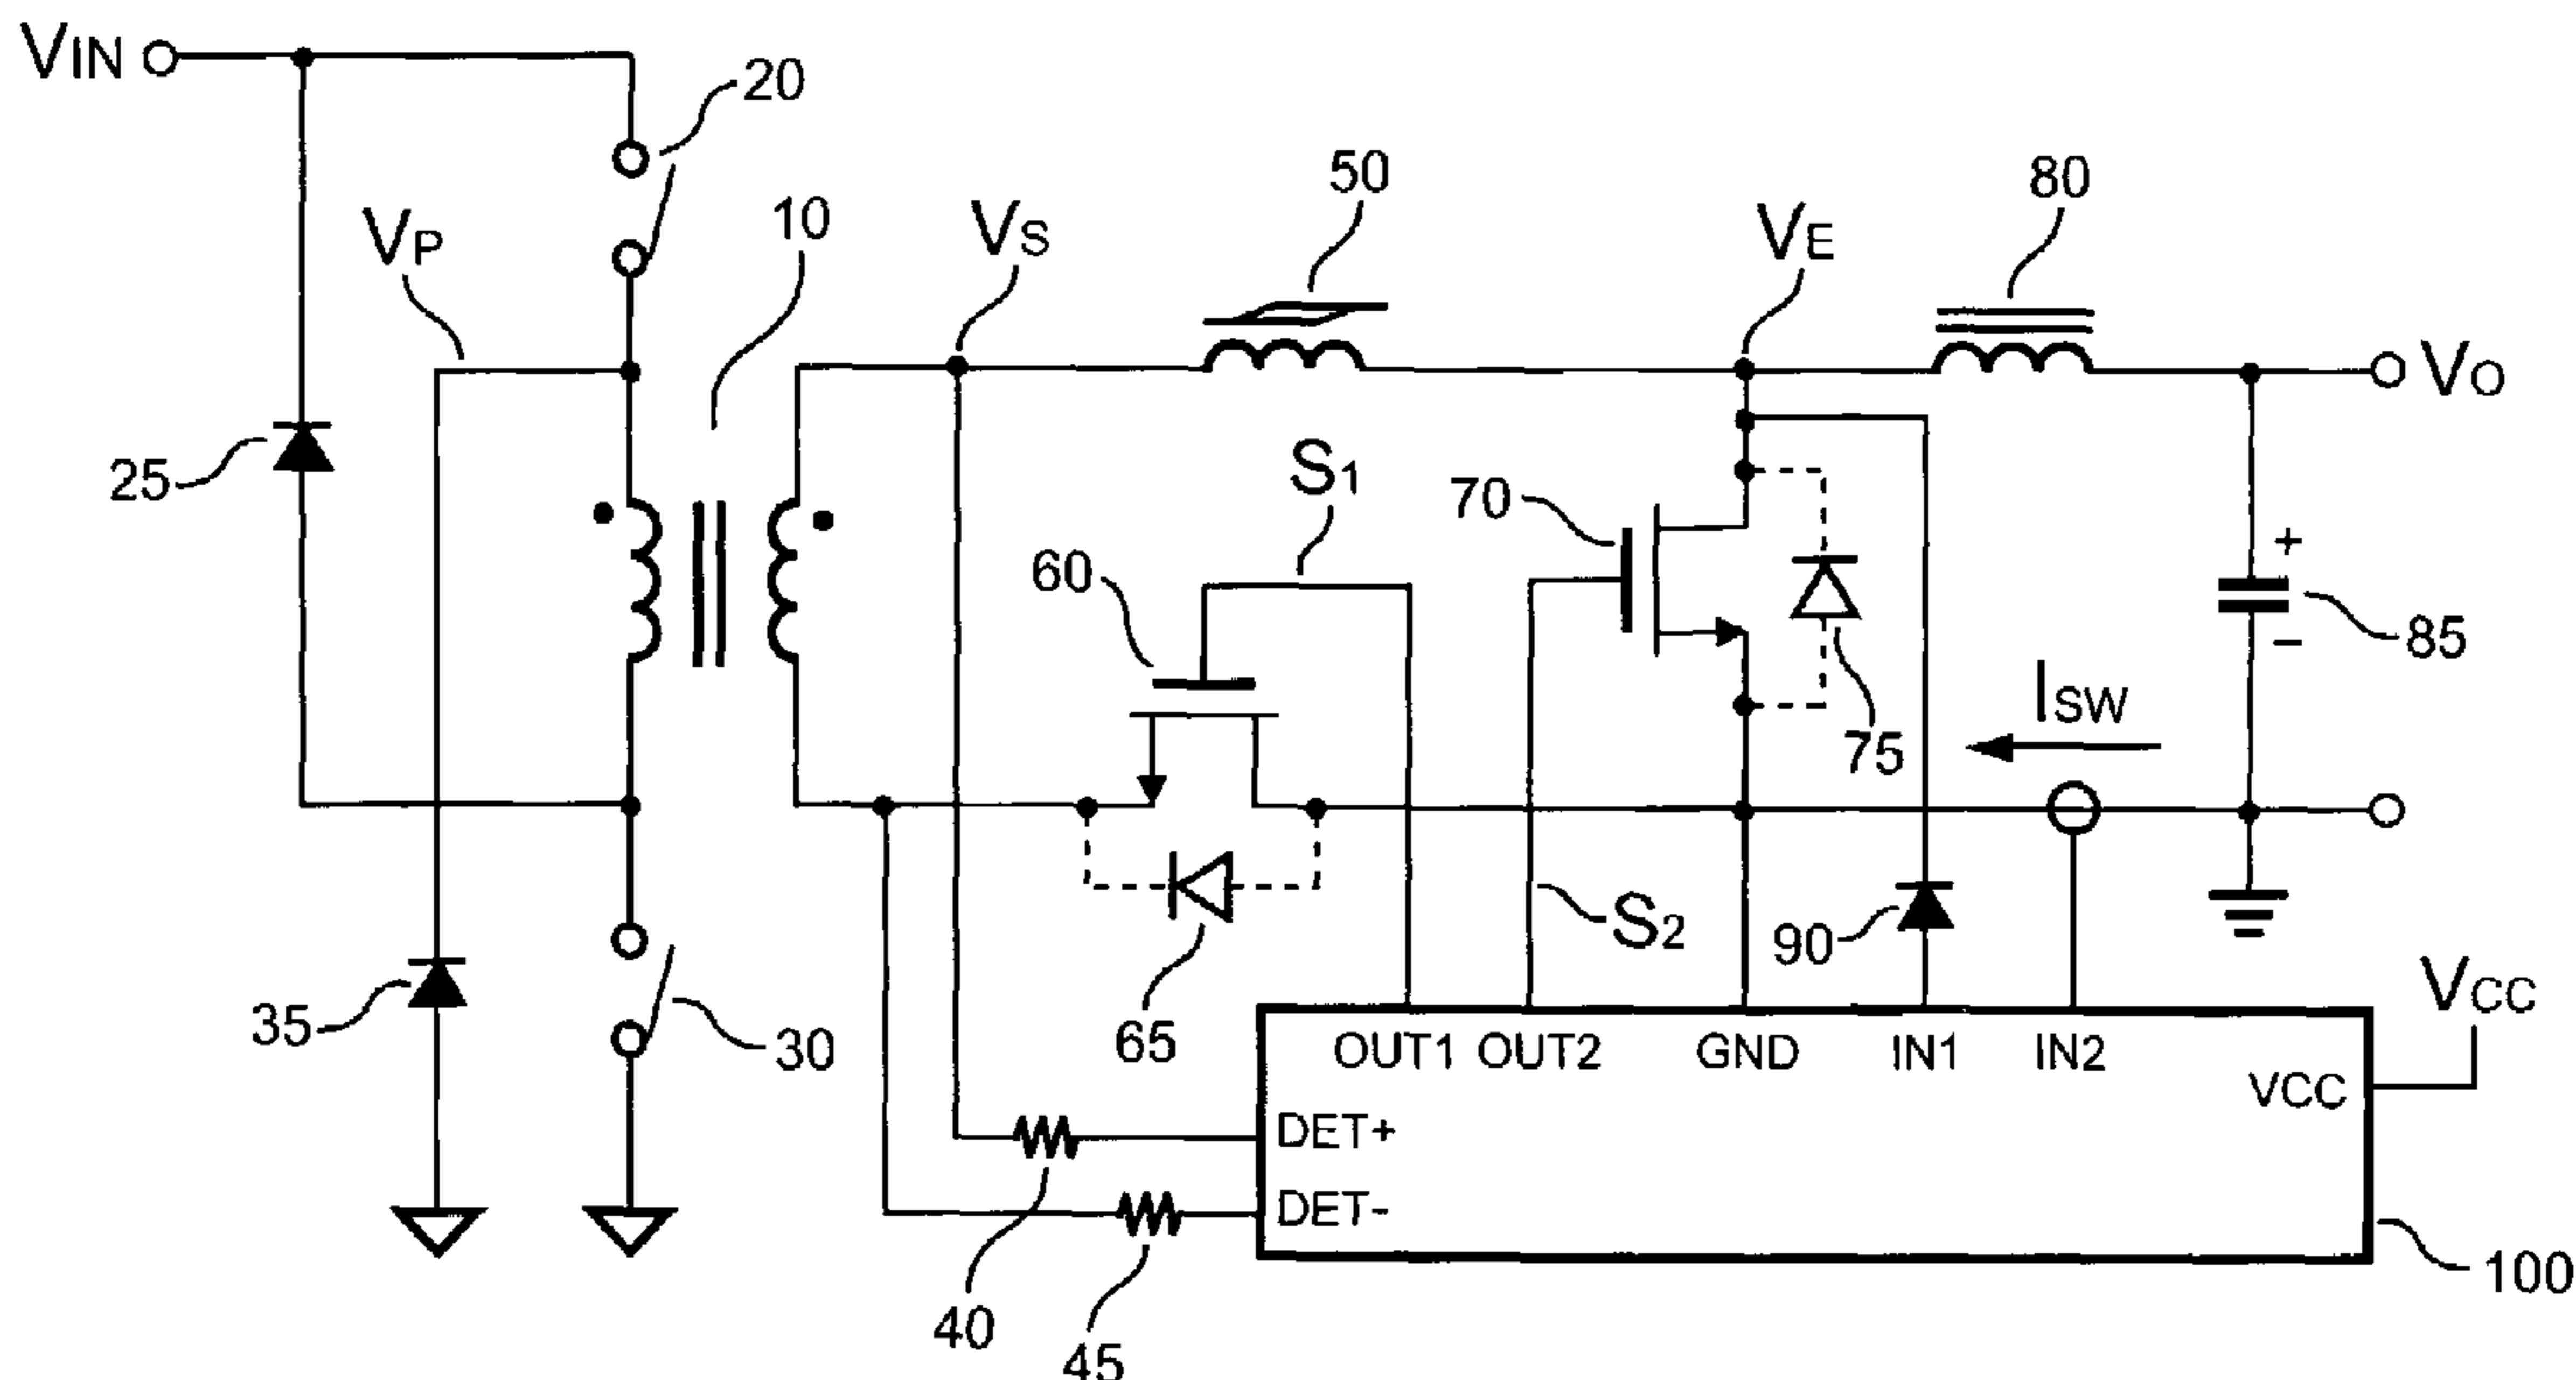 VIN
20
VP
10
VS
50
VE
80
VO
25
S1
70
60
+
−
85
ISW
75
S2
90
35
30
65
VCC
OUT1 OUT2 GND IN1 IN2
VCC
DET+
DET-
40
45
100